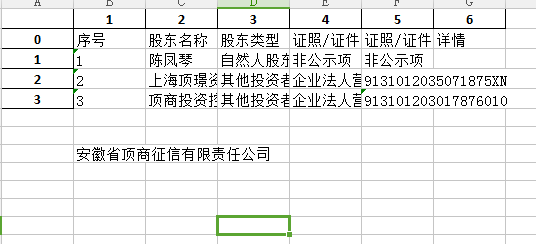 A B C D E F G
1 2 3 4 5 6
0 序号 股东名称 股东类型 证照/证件 证照/证件 详情
1 1 陈凤琴 自然人股东 非公示项 非公示项
2 2 上海顶璟资 其他投资者 企业法人营 9131012035071875XN
3 3 顶商投资投 其他投资者 企业法人营 913101203017876010
安徽省顶商征信有限责任公司